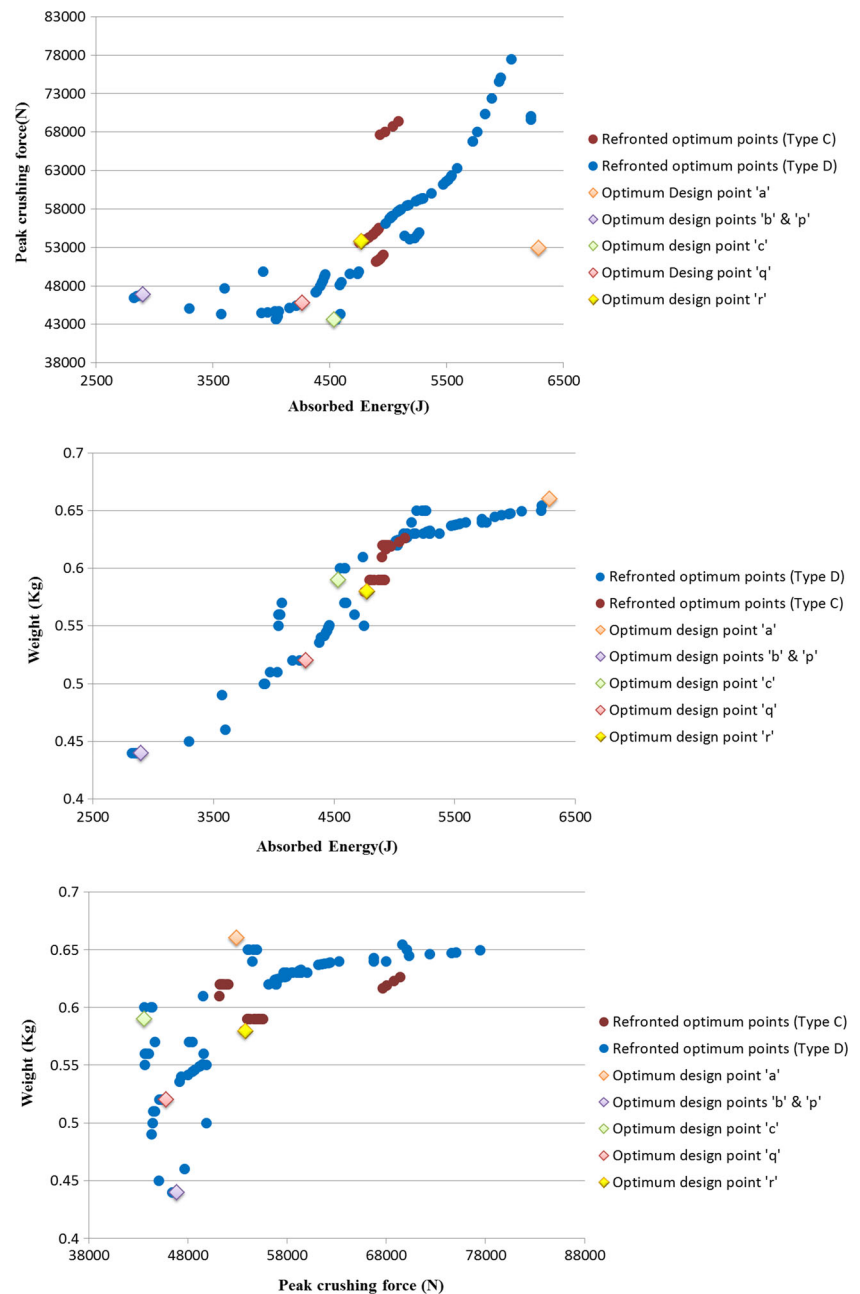 83000
78000
73000
68000
63000
58000
53000
48000
43000
38000
Peak crushing force(N)
2500 3500 4500 5500 6500
Absorbed Energy(J)
Refronted optimum points (Type C)
Refronted optimum points (Type D)
Optimum Design point 'a'
Optimum design points 'b' & 'p'
Optimum design point 'c'
Optimum Desing point 'q'
Optimum design point 'r'
0.7
0.65
0.6
0.55
0.5
0.45
0.4
Weight (Kg)
2500 3500 4500 5500 6500
Absorbed Energy(J)
Refronted optimum points (Type D)
Refronted optimum points (Type C)
Optimum design point 'a'
Optimum design points 'b' & 'p'
Optimum design point 'c'
Optimum design point 'q'
Optimum design point 'r'
0.7
0.65
0.6
0.55
0.5
0.45
0.4
Weight (Kg)
38000 48000 58000 68000 78000 88000
Peak crushing force (N)
Refronted optimum points (Type C)
Refronted optimum points (Type D)
Optimum design point 'a'
Optimum design points 'b' & 'p'
Optimum design point 'c'
Optimum design point 'q'
Optimum design point 'r'